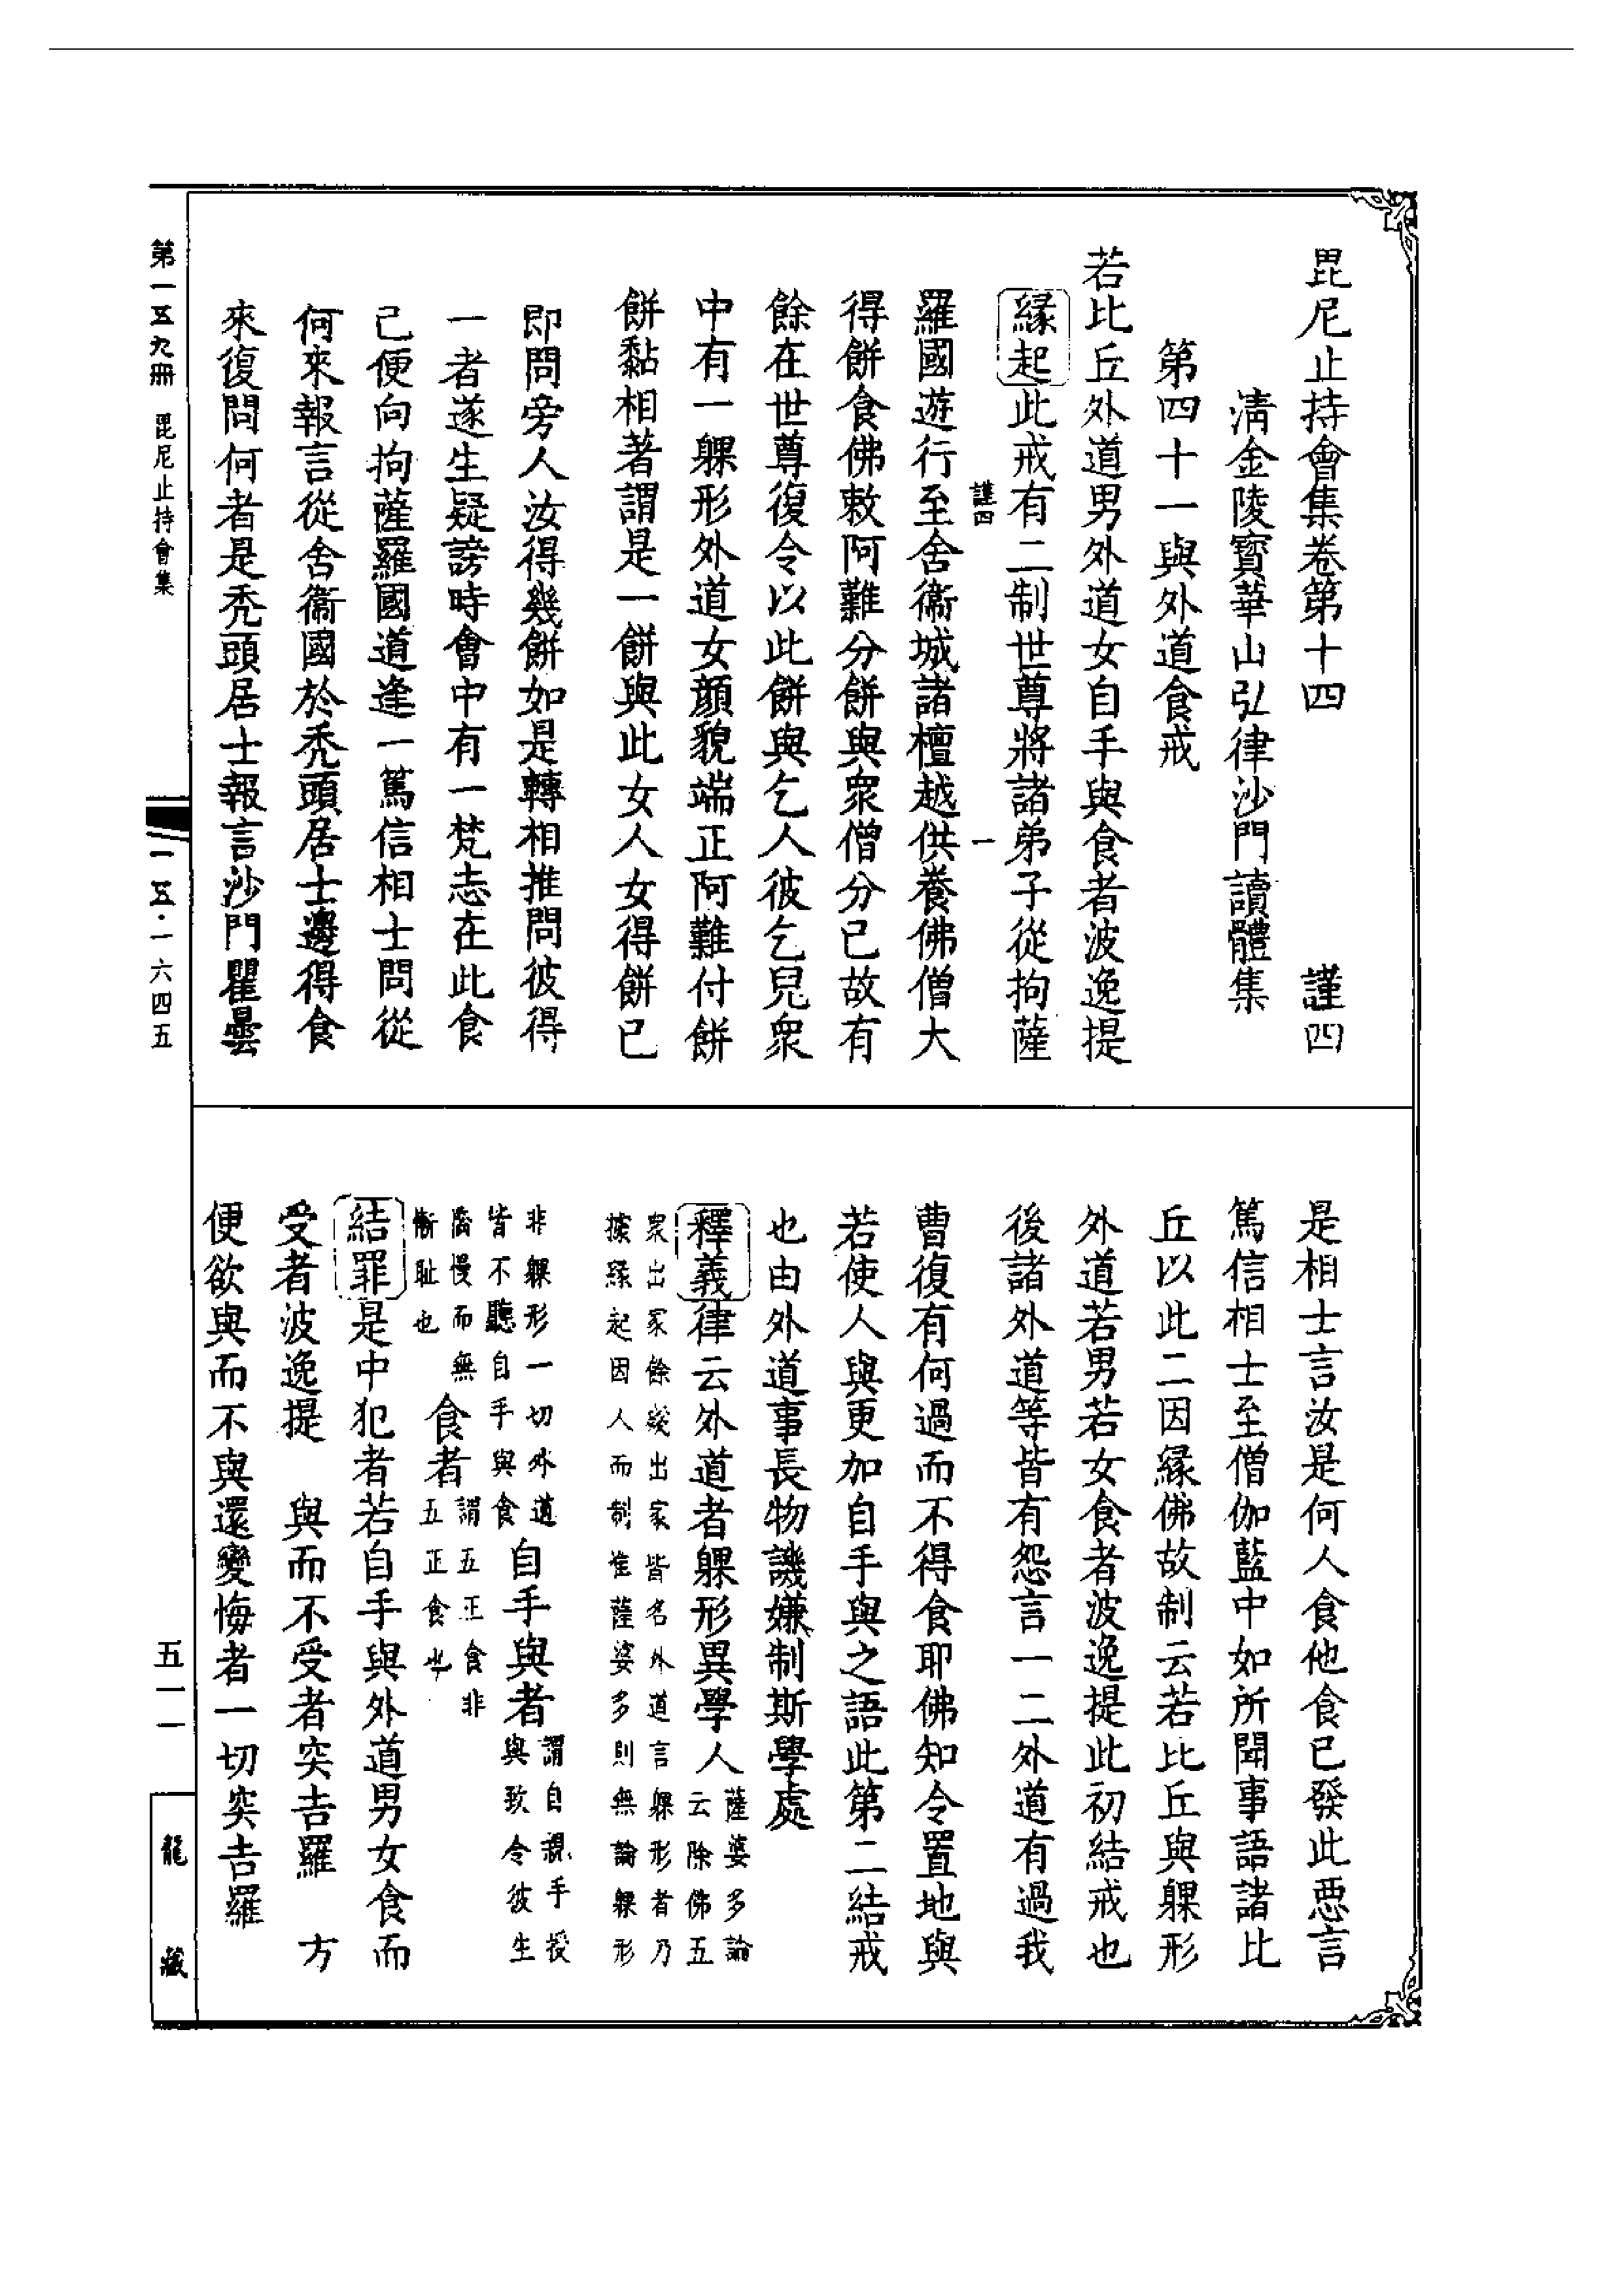 毘尼止持會集卷第十四　謹四
清金陵寶華山弘律沙門讀體集
第四十一與外道食戒
若比丘外道男外道女自手與食者波逸提
緣起此戒有二制世尊將諸弟子從拘薩
謹四　一
羅國遊行至舍衞城諸檀越供養佛僧大
得餅食佛敕阿難分餅與衆僧分已故有
餘在世尊復令以此餅與乞人彼乞兒衆
中有一躶形外道女顔貌端正阿難付餅
餅黏相著謂是一餅與此女人女得餅已
即問旁人汝得幾餅如是轉相推問彼得
一者遂生疑謗時會中有一梵志在此食
已便向拘薩羅國道逢一篤信相士問從
何來報言從舍衞國於禿頭居士邊得食
來復問何者是禿頭居士報言沙門瞿曇
是相士言汝是何人食他食已發此惡言
篤信相士至僧伽藍中如所聞事語諸比
丘以此二因緣佛故制云若比丘與躶形
外道若男若女食者波逸提此初結戒也
後諸外道等皆有怨言一二外道有過我
曹復有何過而不得食耶佛知令置地與
若使人與更加自手與之語此第二結戒
也由外道事長物譏嫌制斯學處
釋義律云外道者躶形異學人薩婆多論
云除佛五
衆出家餘殘出家皆名外道言躶形者乃
據緣起因人而制惟薩婆多則無論躶形
非躶形一切外道
皆不聽自手與食自手與者謂自親手授
與致令彼生
憍慢而無
慚耻也食者謂五正食非
五正食也
結罪是中犯者若自手與外道男女食而
受者波逸提　與而不受者突吉羅　方
便欲與而不與還變悔者一切突吉羅
第一五九冊　毘尼止持會集
一五·一六四五
五一一
龍藏